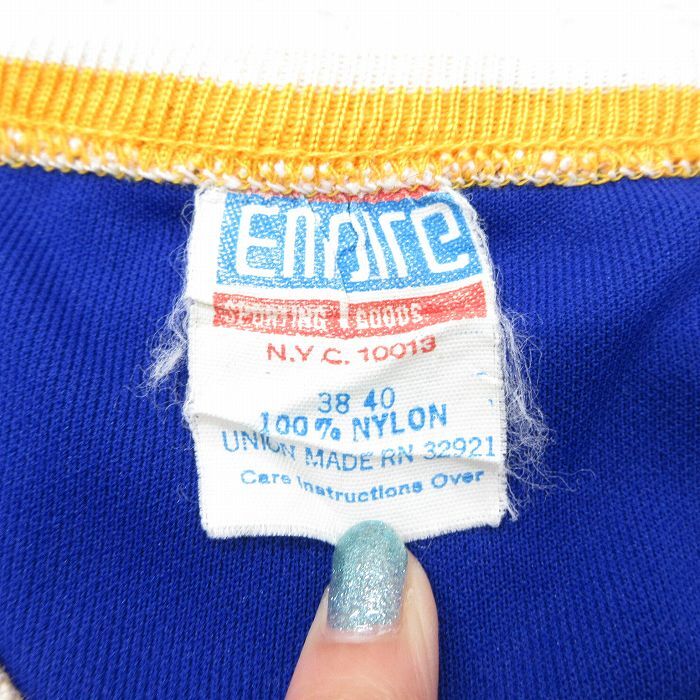 Empire
SPORTING GOODS
N.Y.C. 10013
38 40
100% NYLON
UNION MADE RN 32921
Care Instructions Over